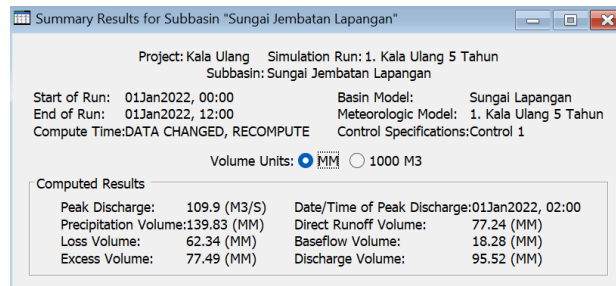 Summary Results for Subbasin "Sungai Jembatan Lapangan"
Project: Kala Ulang Simulation Run: 1. Kala Ulang 5 Tahun
Subbasin: Sungai Jembatan Lapangan
Start of Run: 01Jan2022, 00:00 Basin Model: Sungai Lapangan
End of Run: 01Jan2022, 12:00 Meteorologic Model: 1. Kala Ulang 5 Tahun
Compute Time:DATA CHANGED, RECOMPUTE Control Specifications:Control 1
Volume Units: MM 1000 M3
Computed Results
Peak Discharge: 109.9 (M3/S) Date/Time of Peak Discharge:01Jan2022, 02:00
Precipitation Volume:139.83 (MM) Direct Runoff Volume: 77.24 (MM)
Loss Volume: 62.34 (MM) Baseflow Volume: 18.28 (MM)
Excess Volume: 77.49 (MM) Discharge Volume: 95.52 (MM)